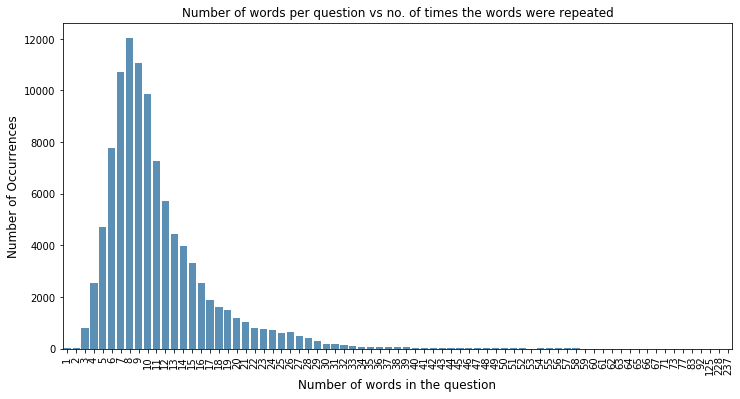 Number of words per question vs no. of times the words were repeated
12000
10000
8000
6000
4000
2000
0
Number of Occurrences
1 2 3 4 5 6 7 8 9 10 11 12 13 14 15 16 17 18 19 20 21 22 23 24 25 26 27 28 29 30 31 32 33 34 35 36 37 38 39 40 41 42 43 44 45 46 47 48 49 50 51 52 53 54 55 56 57 58 59 60 61 62 63 64 65 66 67 71 73 77 83 92 125 228 237
Number of words in the question